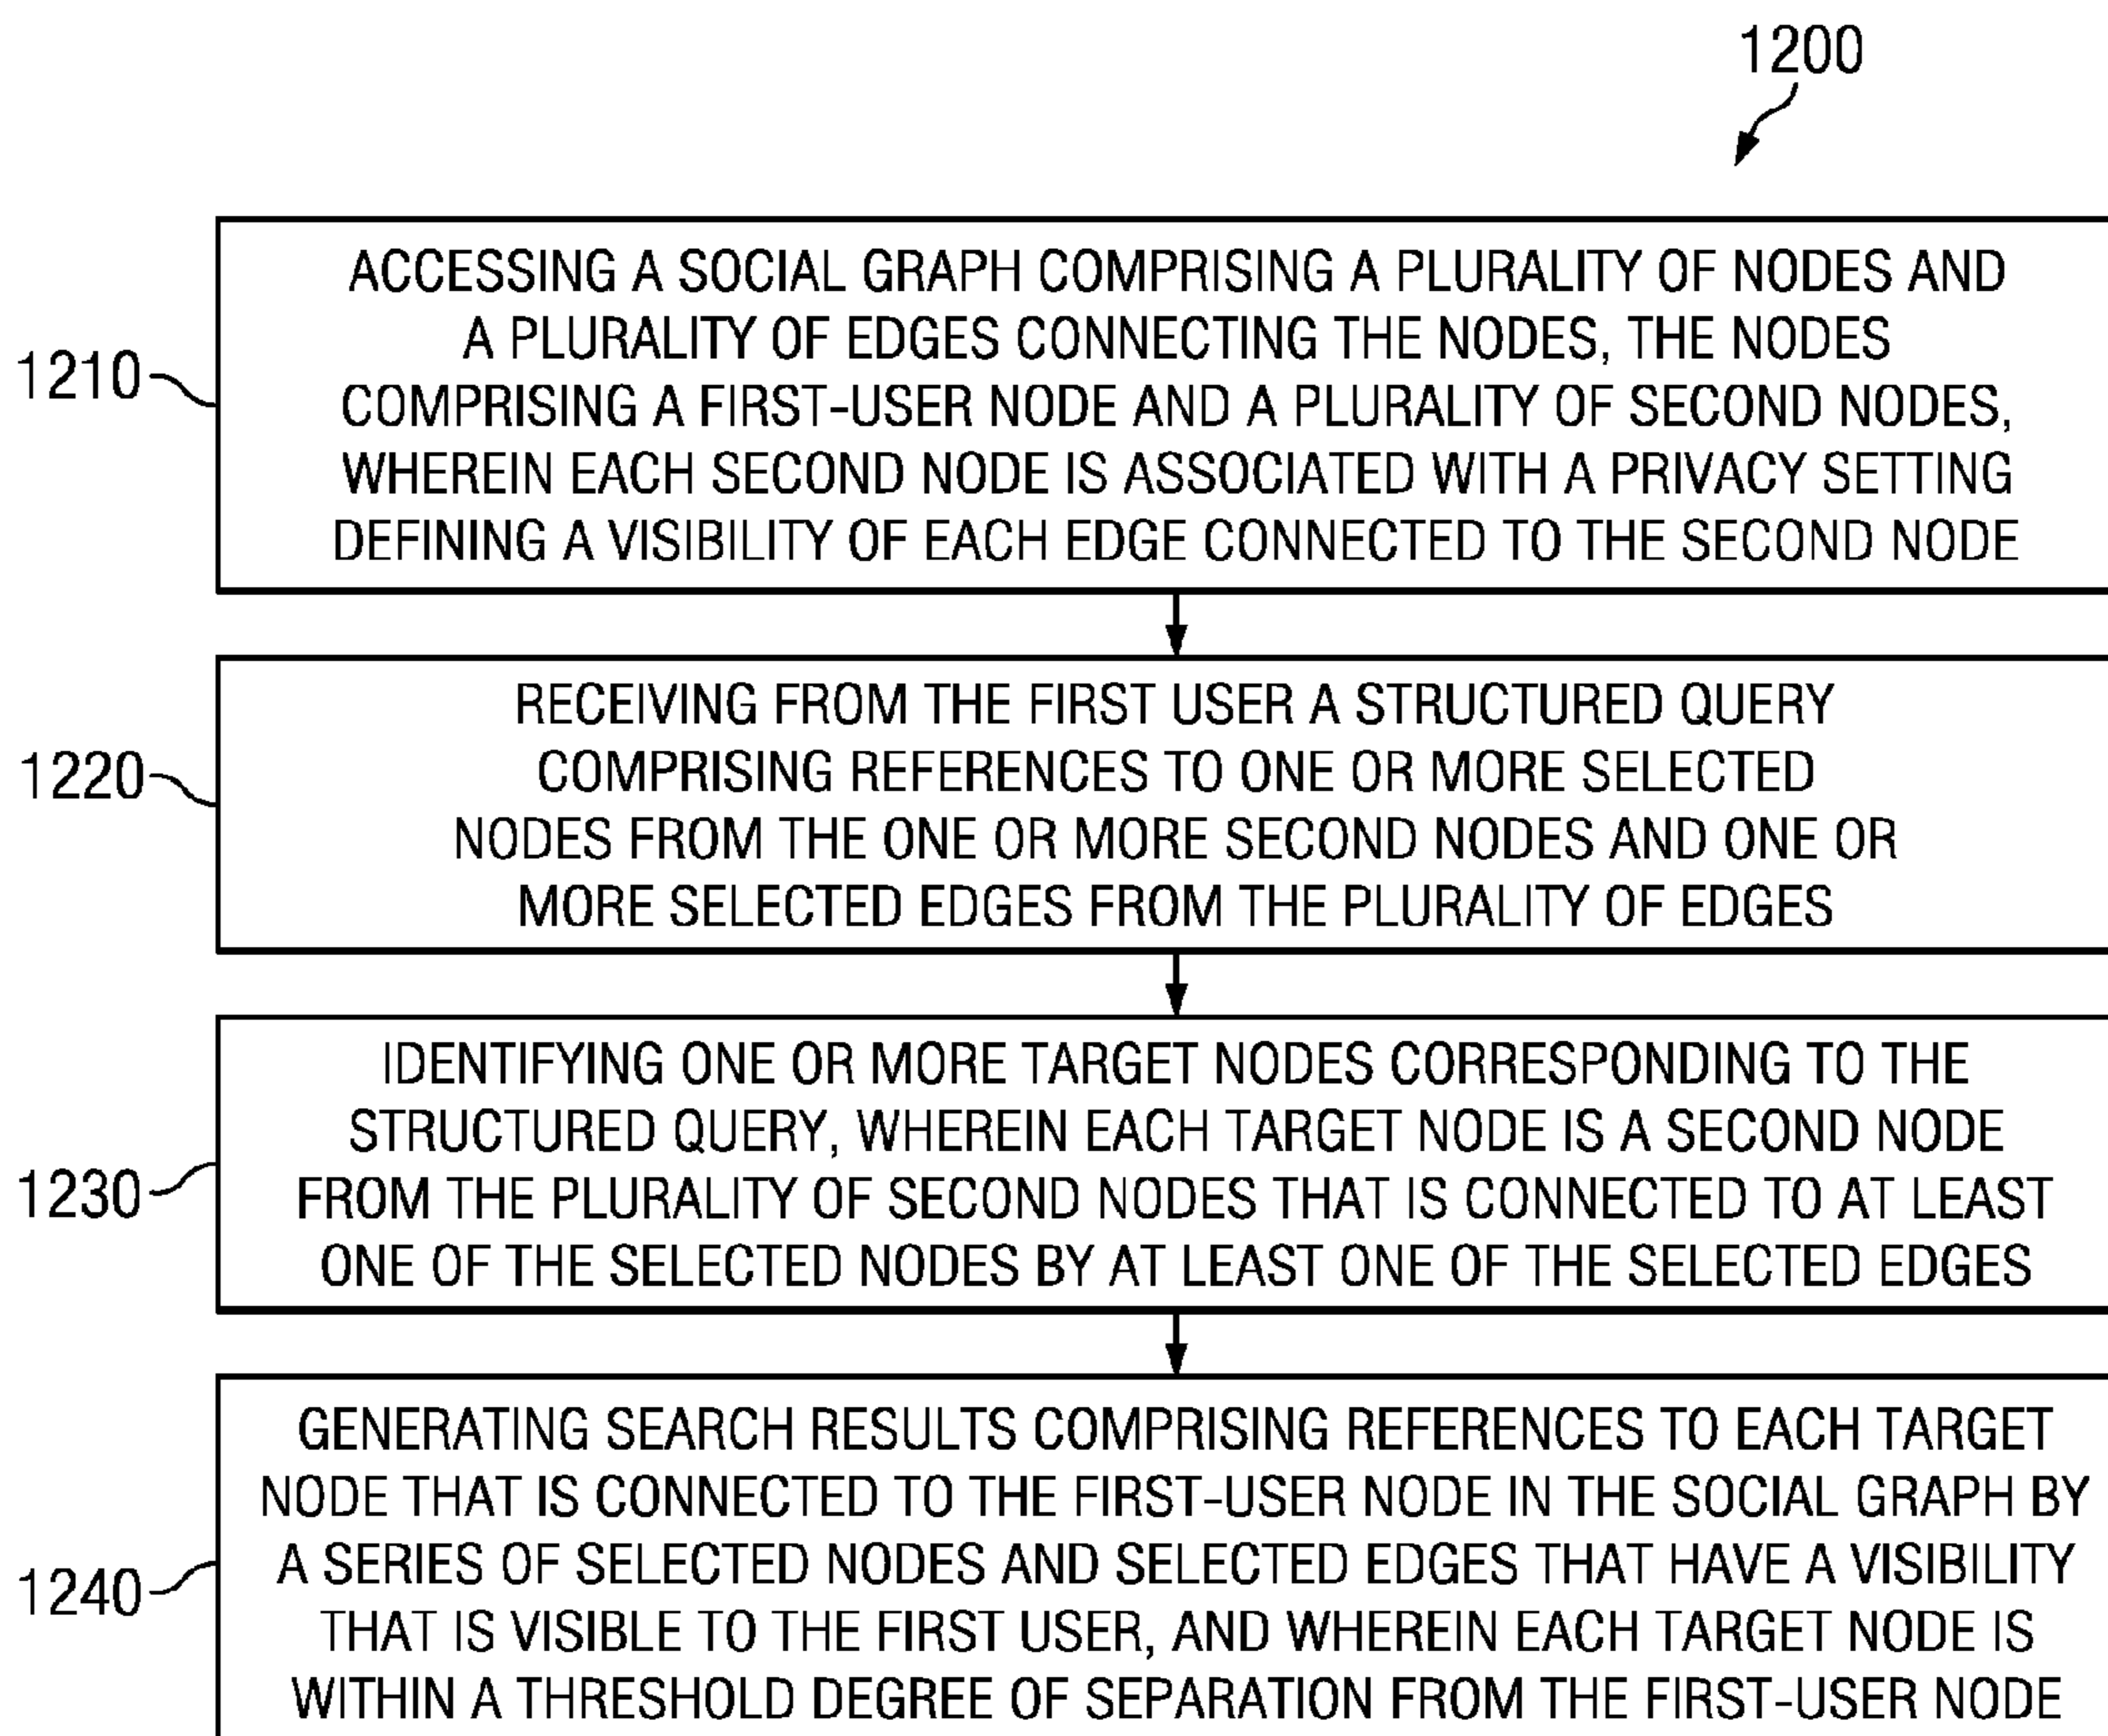 1200
1210
ACCESSING A SOCIAL GRAPH COMPRISING A PLURALITY OF NODES AND
A PLURALITY OF EDGES CONNECTING THE NODES, THE NODES
COMPRISING A FIRST-USER NODE AND A PLURALITY OF SECOND NODES,
WHEREIN EACH SECOND NODE IS ASSOCIATED WITH A PRIVACY SETTING
DEFINING A VISIBILITY OF EACH EDGE CONNECTED TO THE SECOND NODE
1220
RECEIVING FROM THE FIRST USER A STRUCTURED QUERY
COMPRISING REFERENCES TO ONE OR MORE SELECTED
NODES FROM THE ONE OR MORE SECOND NODES AND ONE OR
MORE SELECTED EDGES FROM THE PLURALITY OF EDGES
1230
IDENTIFYING ONE OR MORE TARGET NODES CORRESPONDING TO THE
STRUCTURED QUERY, WHEREIN EACH TARGET NODE IS A SECOND NODE
FROM THE PLURALITY OF SECOND NODES THAT IS CONNECTED TO AT LEAST
ONE OF THE SELECTED NODES BY AT LEAST ONE OF THE SELECTED EDGES
1240
GENERATING SEARCH RESULTS COMPRISING REFERENCES TO EACH TARGET
NODE THAT IS CONNECTED TO THE FIRST-USER NODE IN THE SOCIAL GRAPH BY
A SERIES OF SELECTED NODES AND SELECTED EDGES THAT HAVE A VISIBILITY
THAT IS VISIBLE TO THE FIRST USER, AND WHEREIN EACH TARGET NODE IS
WITHIN A THRESHOLD DEGREE OF SEPARATION FROM THE FIRST-USER NODE